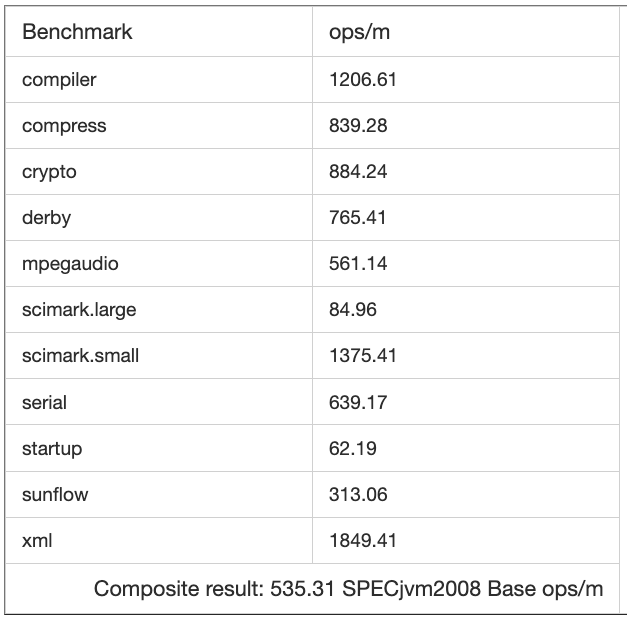 Benchmark ops/m
compiler 1206.61
compress 839.28
crypto 884.24
derby 765.41
mpegaudio 561.14
scimark.large 84.96
scimark.small 1375.41
serial 639.17
startup 62.19
sunflow 313.06
xml 1849.41
Composite result: 535.31 SPECjvm2008 Base ops/m